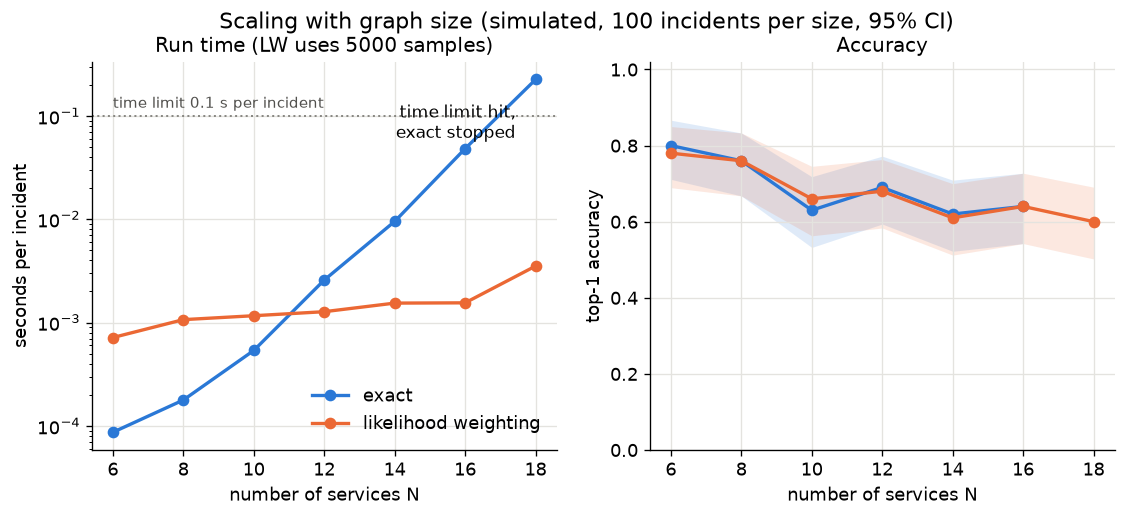 Scaling with graph size (simulated, 100 incidents per size, 95% CI)
Run time (LW uses 5000 samples)
time limit 0.1 s per incident
time limit hit,
exact stopped
10⁻¹
10⁻²
10⁻³
10⁻⁴
seconds per incident
exact
likelihood weighting
6 8 10 12 14 16 18
number of services N
Accuracy
1.0
0.8
0.6
0.4
0.2
0.0
top-1 accuracy
6 8 10 12 14 16 18
number of services N